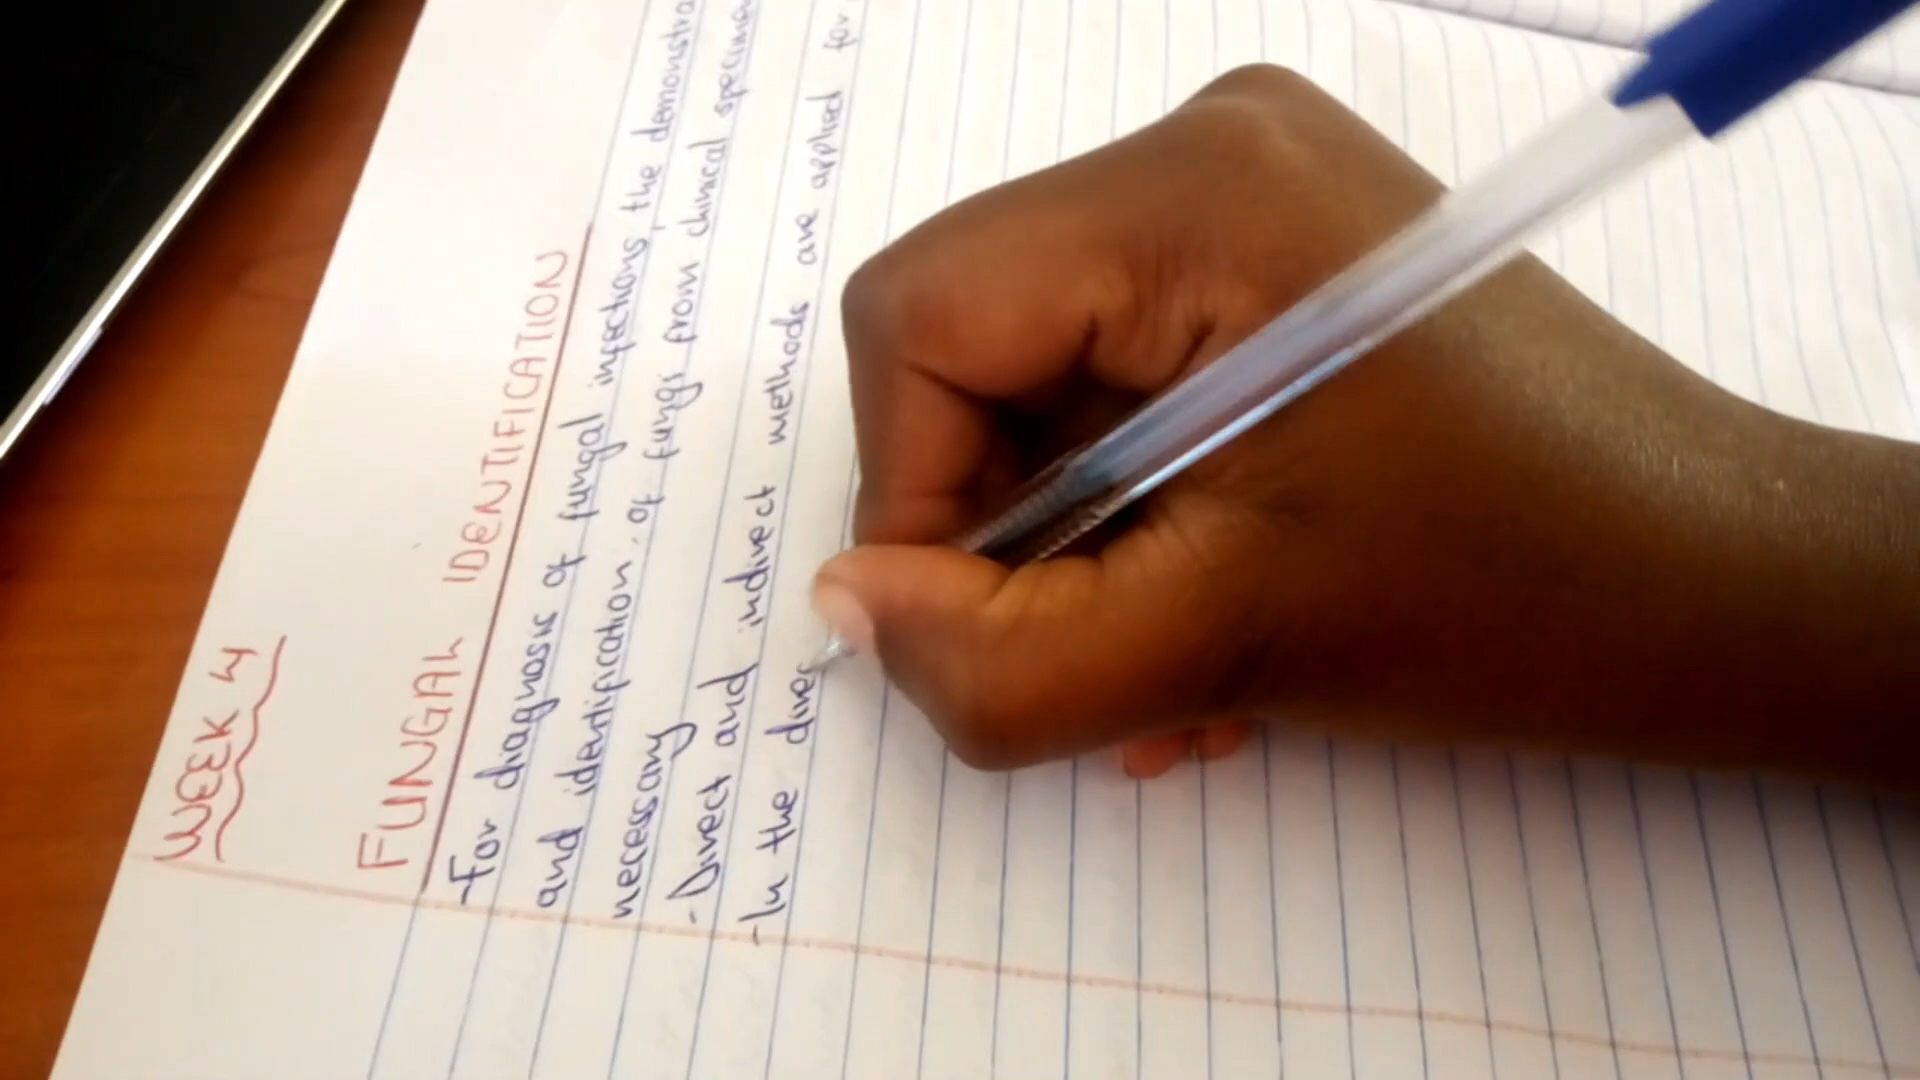 WEEK 4
FUNGAL IDENTIFICATION
-For diagnosis of fungal infections, the demonstra
and identification, of fungi from clinical specime
necessary
-Direct and indirect methods are applied for
-In the direc